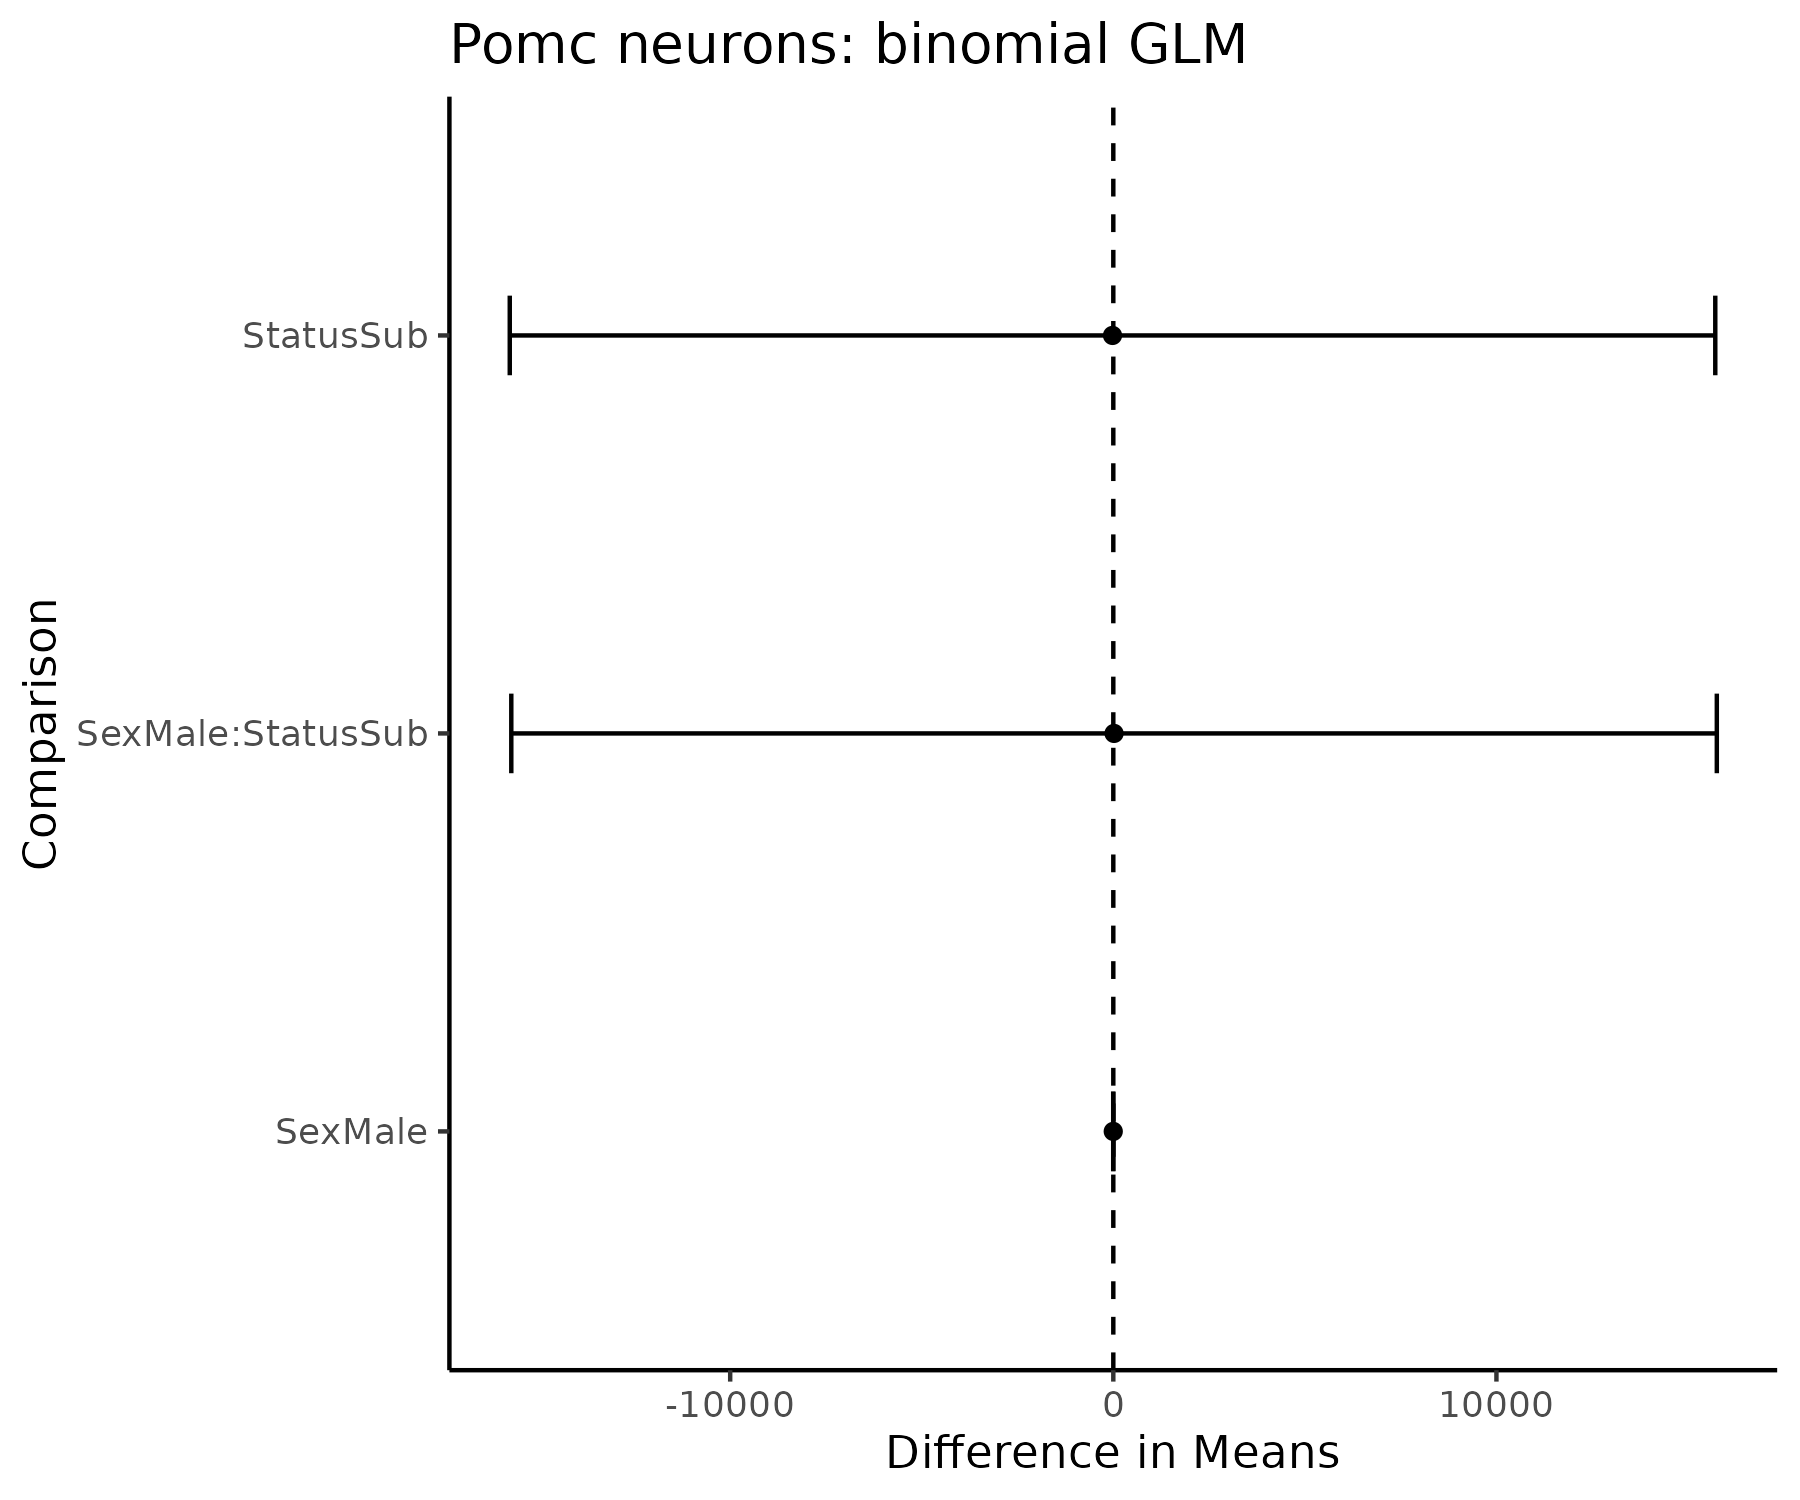 Pomc neurons: binomial GLM
Comparison
StatusSub
SexMale:StatusSub
SexMale
-10000
0
10000
Difference in Means